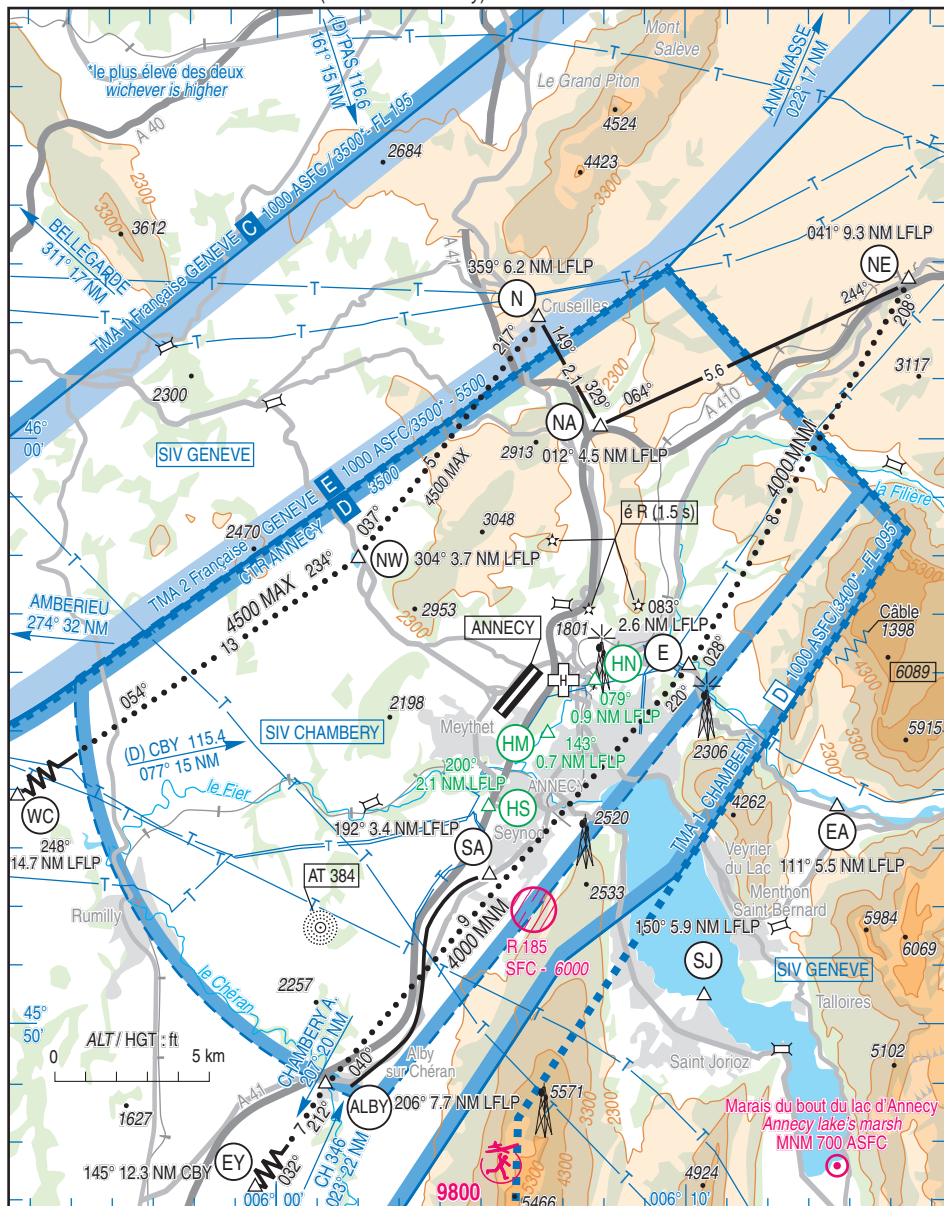 Mont
Salève
(D) PAS 116.6
161° 15 NM
*le plus élevé des deux
wichever is higher
Le Grand Piton
ANNEMASSE
022° 17 NM
A 40
4524
2684
4423
3300
2300
3300
3612
TMA 1 Française GENEVE C 1000 ASFC / 3500* - FL 195
BELLEGARDE
311° 17 NM
A 41
041° 9.3 NM LFLP
NE
359° 6.2 NM LFLP
N
Cruseilles
244°
208°
217°
149°
2.1
329°
2300
5.6
3117
2300
064°
A 410
NA
012° 4.5 NM LFLP
46°
00'
SIV GENEVE
2913
5
4500 MAX
4000 MNM
8
la Filière
TMA 2 Française GENEVE E 1000 ASFC/3500* - 5500
CTR ANNECY D 3500
é R (1.5 s)
2470
037°
3048
234°
NW
304° 3.7 NM LFLP
4500 MAX
13
2953
2300
AMBERIEU
274° 32 NM
ANNECY
1801
083°
2.6 NM LFLP
E
028°
Câble
1398
6089
HN
H
220°
054°
079°
0.9 NM LFLP
2198
SIV CHAMBERY
Meythet
HM
143°
0.7 NM LFLP
5915
2300
3300
4300
2306
(D) CBY 115.4
077° 15 NM
le Fier
200°
2.1 NM LFLP
ANNECY
HS
TMA 1 CHAMBERY D 1000 ASFC/3400* - FL 095
4262
WC
248°
14.7 NM LFLP
192° 3.4 NM LFLP
Seynod
2520
EA
111° 5.5 NM LFLP
SA
Veyrier
du Lac
AT 384
2533
Menthon
Saint Bernard
5984
Rumilly
9
4000 MNM
R 185
SFC - 6000
150° 5.9 NM LFLP
SJ
6069
SIV GENEVE
le Chéran
2257
Talloires
45°
50'
ALT / HGT : ft
0 5 km
CHAMBERY A.
207° 20 NM
040°
Alby
sur Chéran
Saint Jorioz
5102
A 41
ALBY
206° 7.7 NM LFLP
5571
1627
7
212°
CH 346
023° 22 NM
3300
Marais du bout du lac d'Annecy
Annecy lake's marsh
MNM 700 ASFC
EY
145° 12.3 NM CBY
032°
4924
9800
5300
4300
006° 00'
5466
006° 10'